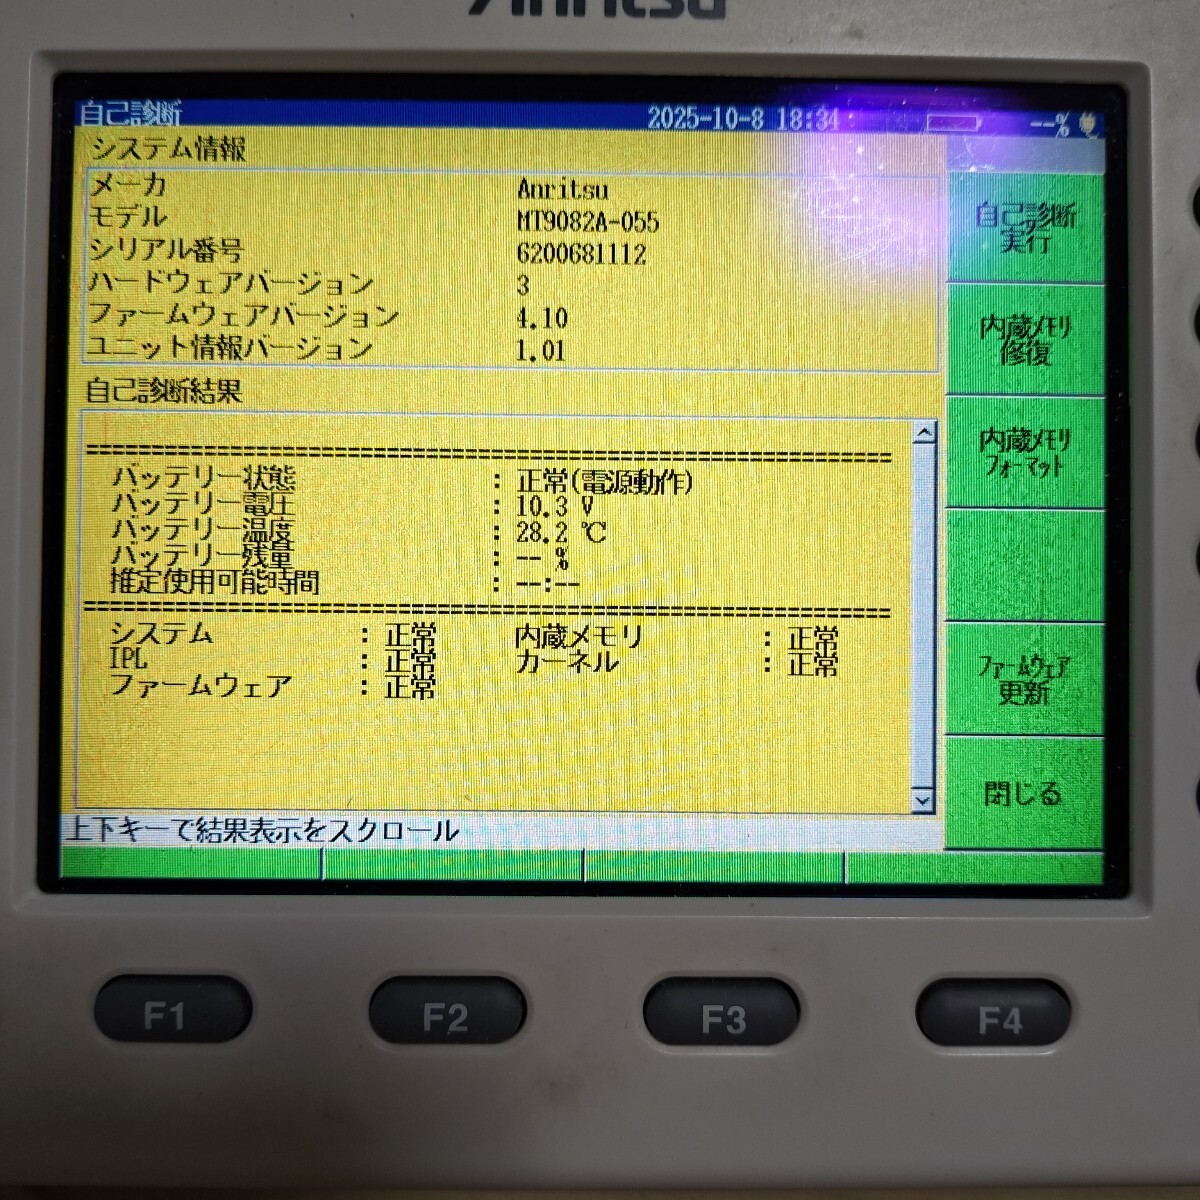 Anritsu
自己診断 2025-10-8 18:34 --%
システム情報
メーカ Anritsu
モデル MT9082A-055
シリアル番号 6200681112
ハードウェアバージョン 3
ファームウェアバージョン 4.10
ユニット情報バージョン 1.01
自己診断結果
==============================================================
バッテリー状態 : 正常(電源動作)
バッテリー電圧 : 10.3 V
バッテリー温度 : 28.2 ℃
バッテリー残量 : -- %
推定使用可能時間 : --:--
==============================================================
システム : 正常 内蔵メモリ : 正常
IPL : 正常 カーネル : 正常
ファームウェア : 正常
上下キーで結果表示をスクロール
自己診断
実行
内蔵メモリ
修復
内蔵メモリ
フォーマット
ファームウェア
更新
閉じる
F1 F2 F3 F4